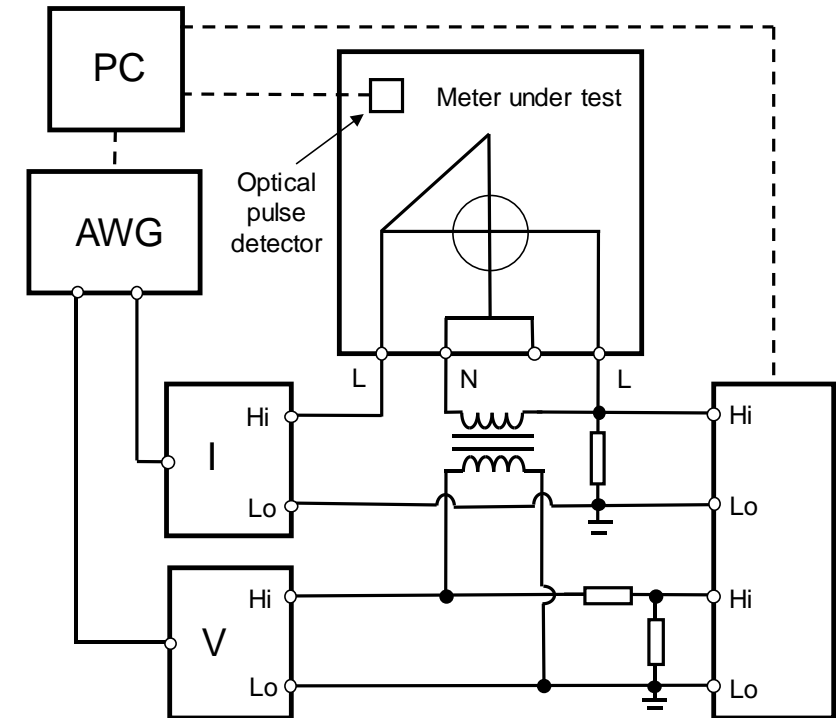 PC
Meter under test
Optical
pulse
detector
AWG
L
N
L
Hi
I
Lo
Hi
Lo
Hi
V
Lo
Hi
Lo